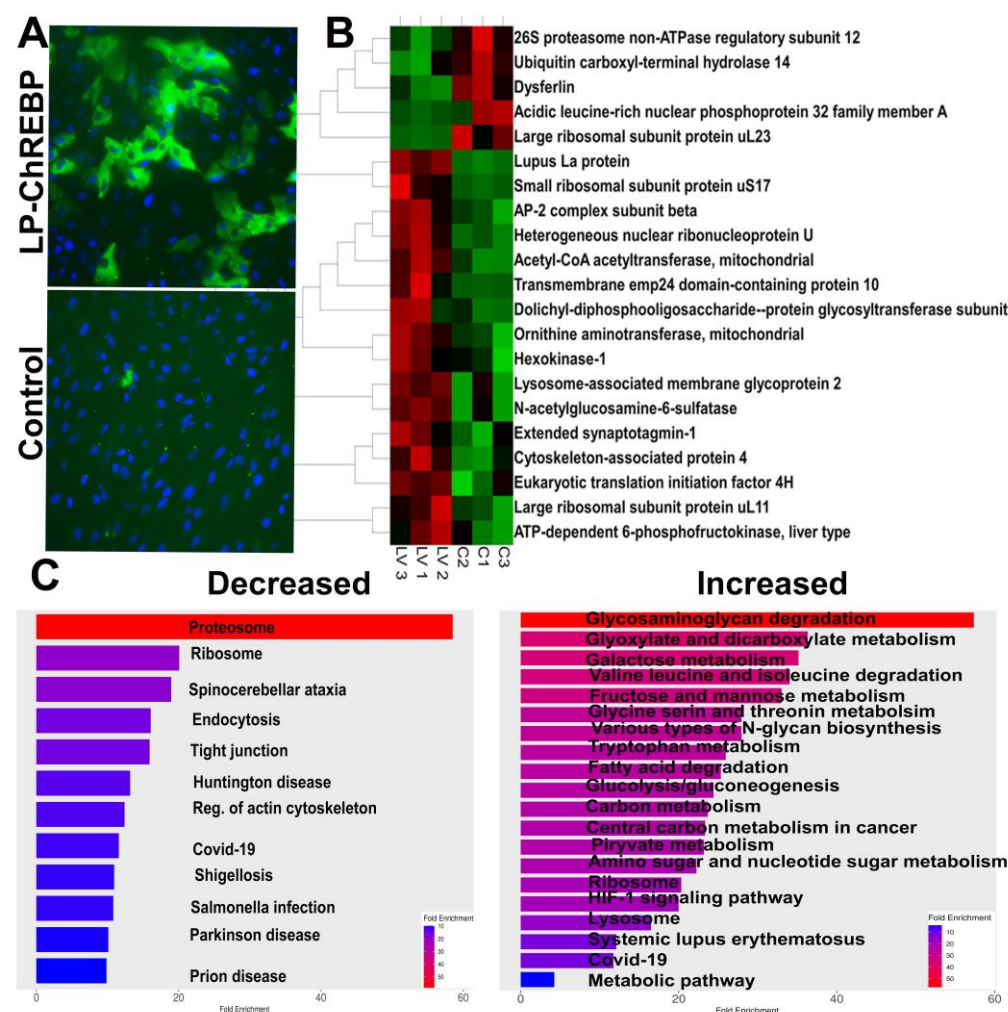 A
B
LP-ChREBP
Control
26S proteasome non-ATPase regulatory subunit 12
Ubiquitin carboxyl-terminal hydrolase 14
Dysferlin
Acidic leucine-rich nuclear phosphoprotein 32 family member A
Large ribosomal subunit protein uL23
Lupus La protein
Small ribosomal subunit protein uS17
AP-2 complex subunit beta
Heterogeneous nuclear ribonucleoprotein U
Acetyl-CoA acetyltransferase, mitochondrial
Transmembrane emp24 domain-containing protein 10
Dolichyl-diphosphooligosaccharide--protein glycosyltransferase subunit
Ornithine aminotransferase, mitochondrial
Hexokinase-1
Lysosome-associated membrane glycoprotein 2
N-acetylglucosamine-6-sulfatase
Extended synaptotagmin-1
Cytoskeleton-associated protein 4
Eukaryotic translation initiation factor 4H
Large ribosomal subunit protein uL11
ATP-dependent 6-phosphofructokinase, liver type
LV 3
LV 1
LV 2
C2
C1
C3
C
Decreased
Proteosome
Ribosome
Spinocerebellar ataxia
Endocytosis
Tight junction
Huntington disease
Reg. of actin cytoskeleton
Covid-19
Shigellosis
Salmonella infection
Parkinson disease
Prion disease
Fold Enrichment
10
20
30
40
50
0
20
40
60
Fold Enrichment
Increased
Glycosaminoglycan degradation
Glyoxylate and dicarboxylate metabolism
Galactose metabolism
Valine leucine and isoleucine degradation
Fructose and mannose metabolism
Glycine serin and threonin metabolsim
Various types of N-glycan biosynthesis
Tryptophan metabolism
Fatty acid degradation
Glucolysis/gluconeogenesis
Carbon metabolism
Central carbon metabolism in cancer
Piryvate metabolism
Amino sugar and nucleotide sugar metabolism
Ribosome
HIF-1 signaling pathway
Lysosome
Systemic lupus erythematosus
Covid-19
Metabolic pathway
Fold Enrichment
10
20
30
40
50
0
20
40
60
Fold Enrichment